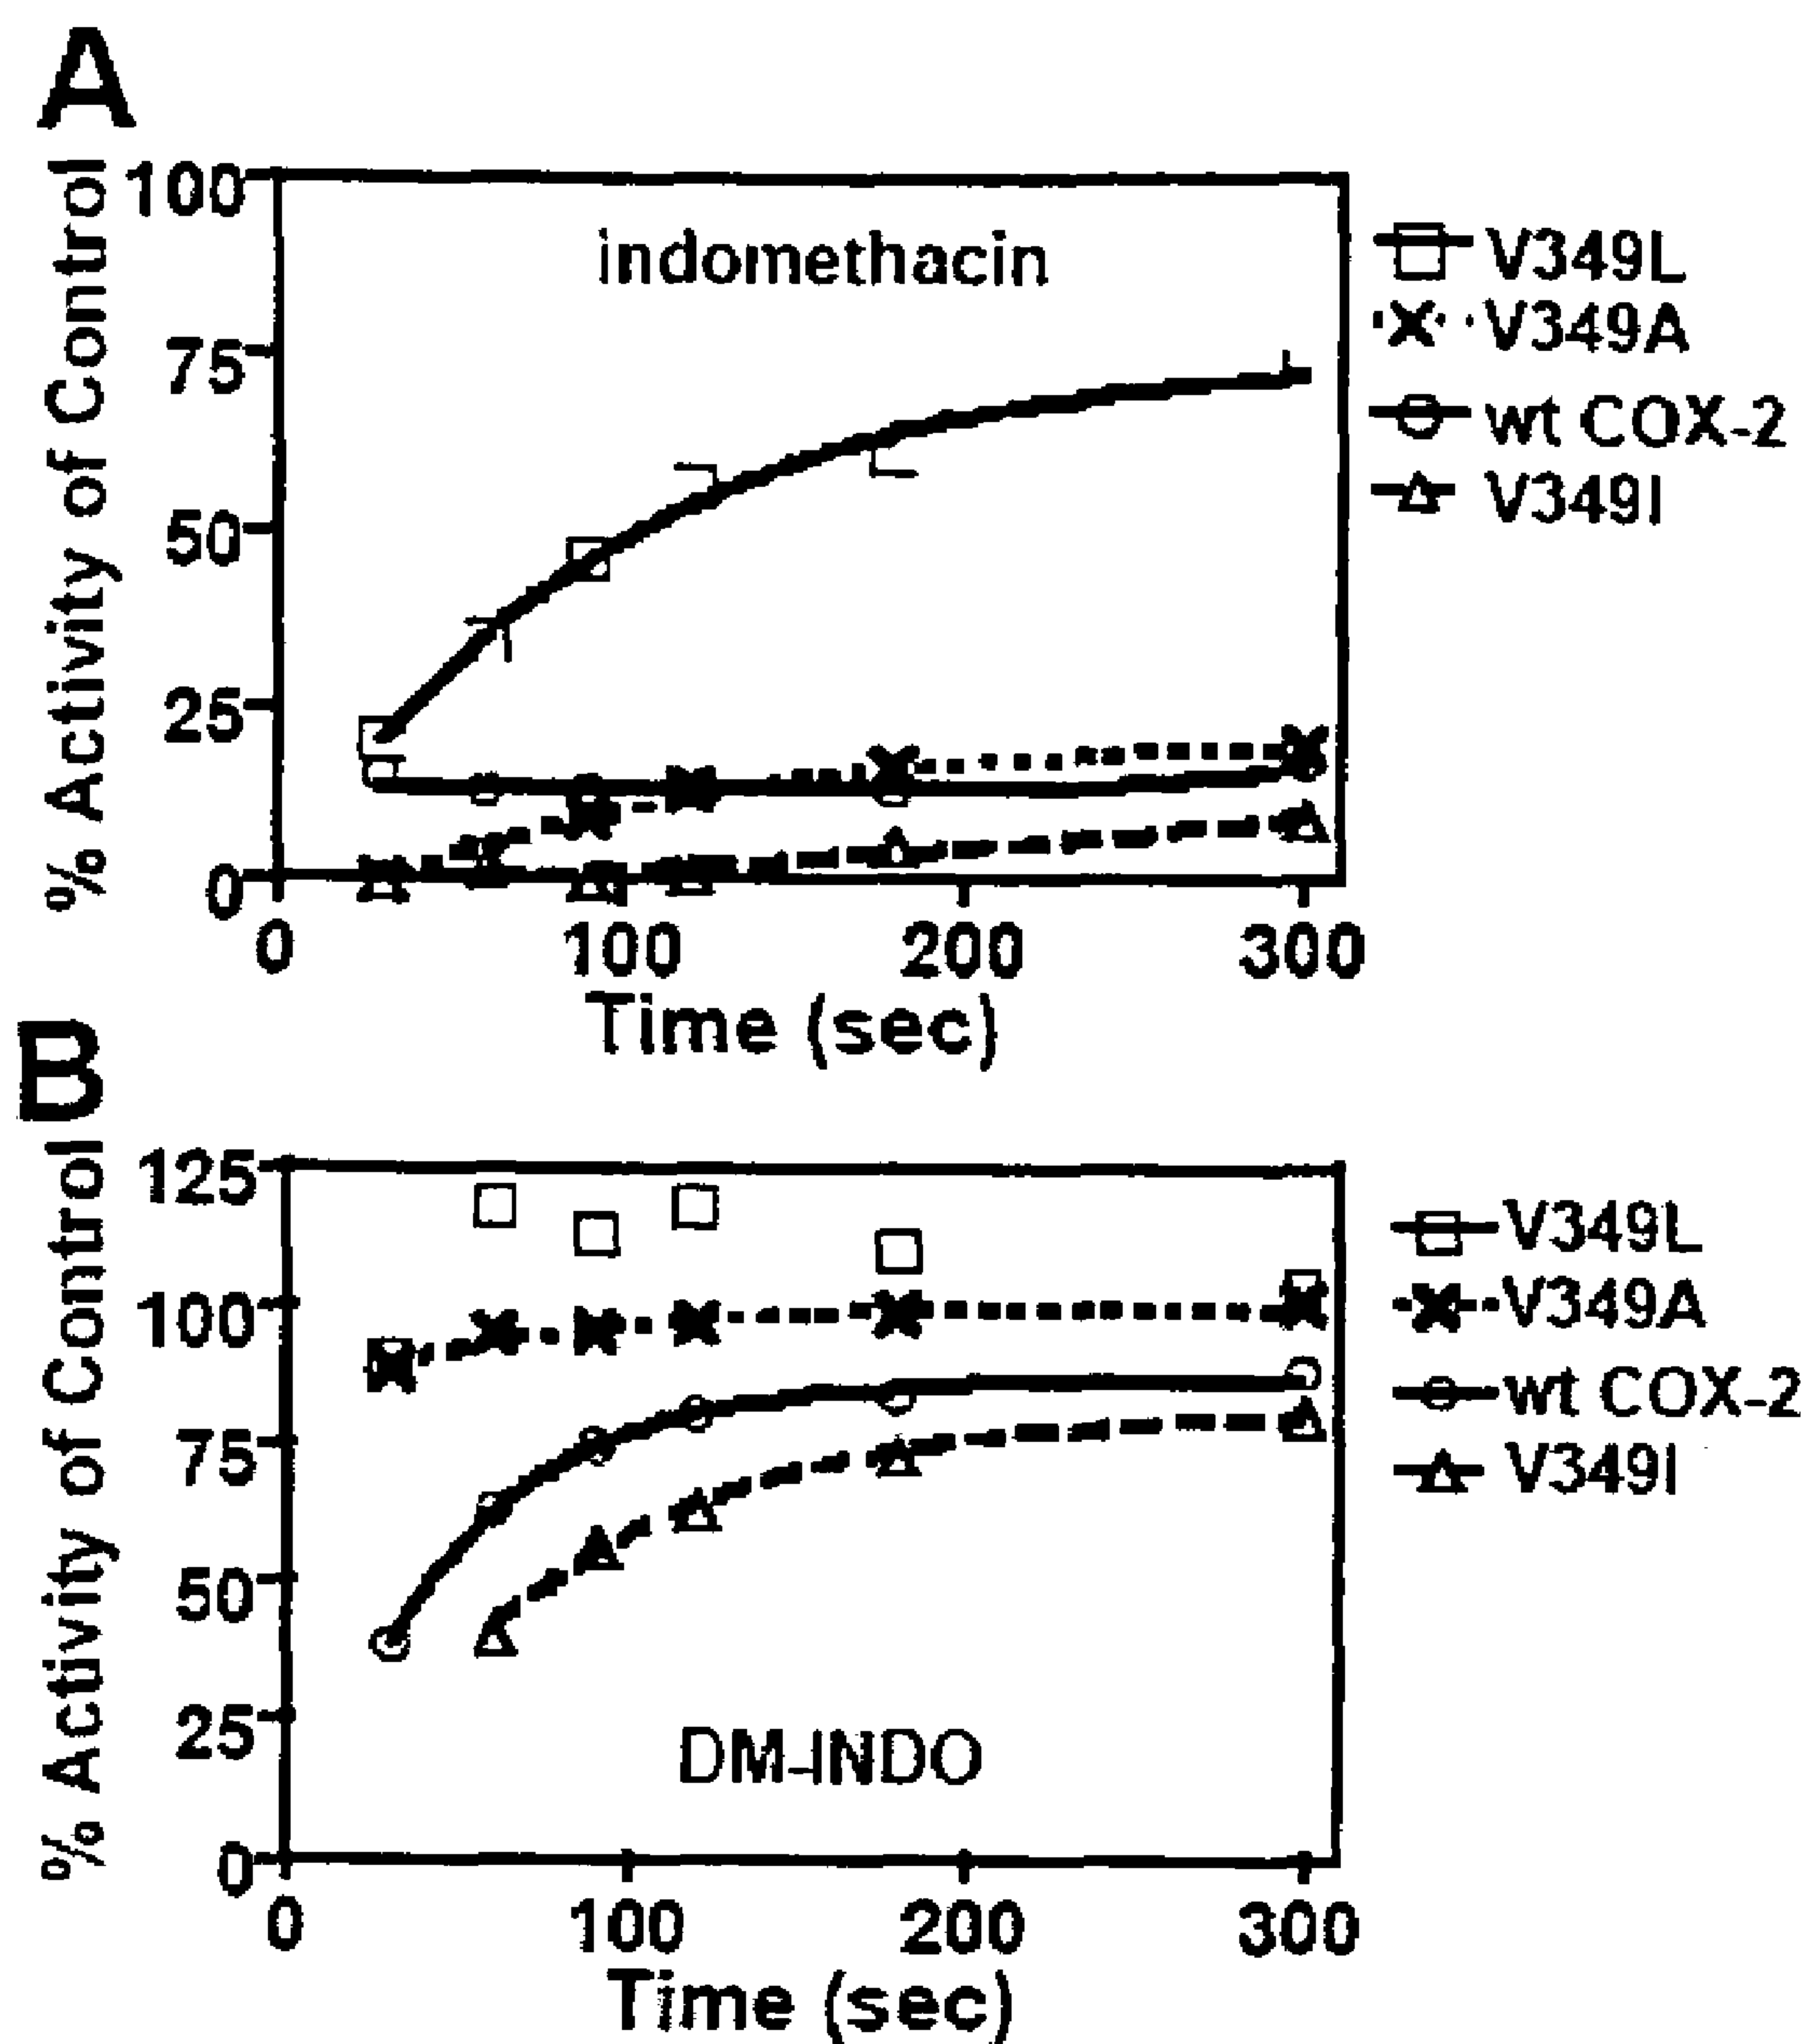 A
% Activity of Control
100
75
50
25
0
indomethacin
V349L
V349A
wt COX-2
V349I
0 100 200 300
Time (sec)
B
% Activity of Control
125
100
75
50
25
0
V349L
V349A
wt COX-2
V349I
DM-INDO
0 100 200 300
Time (sec)